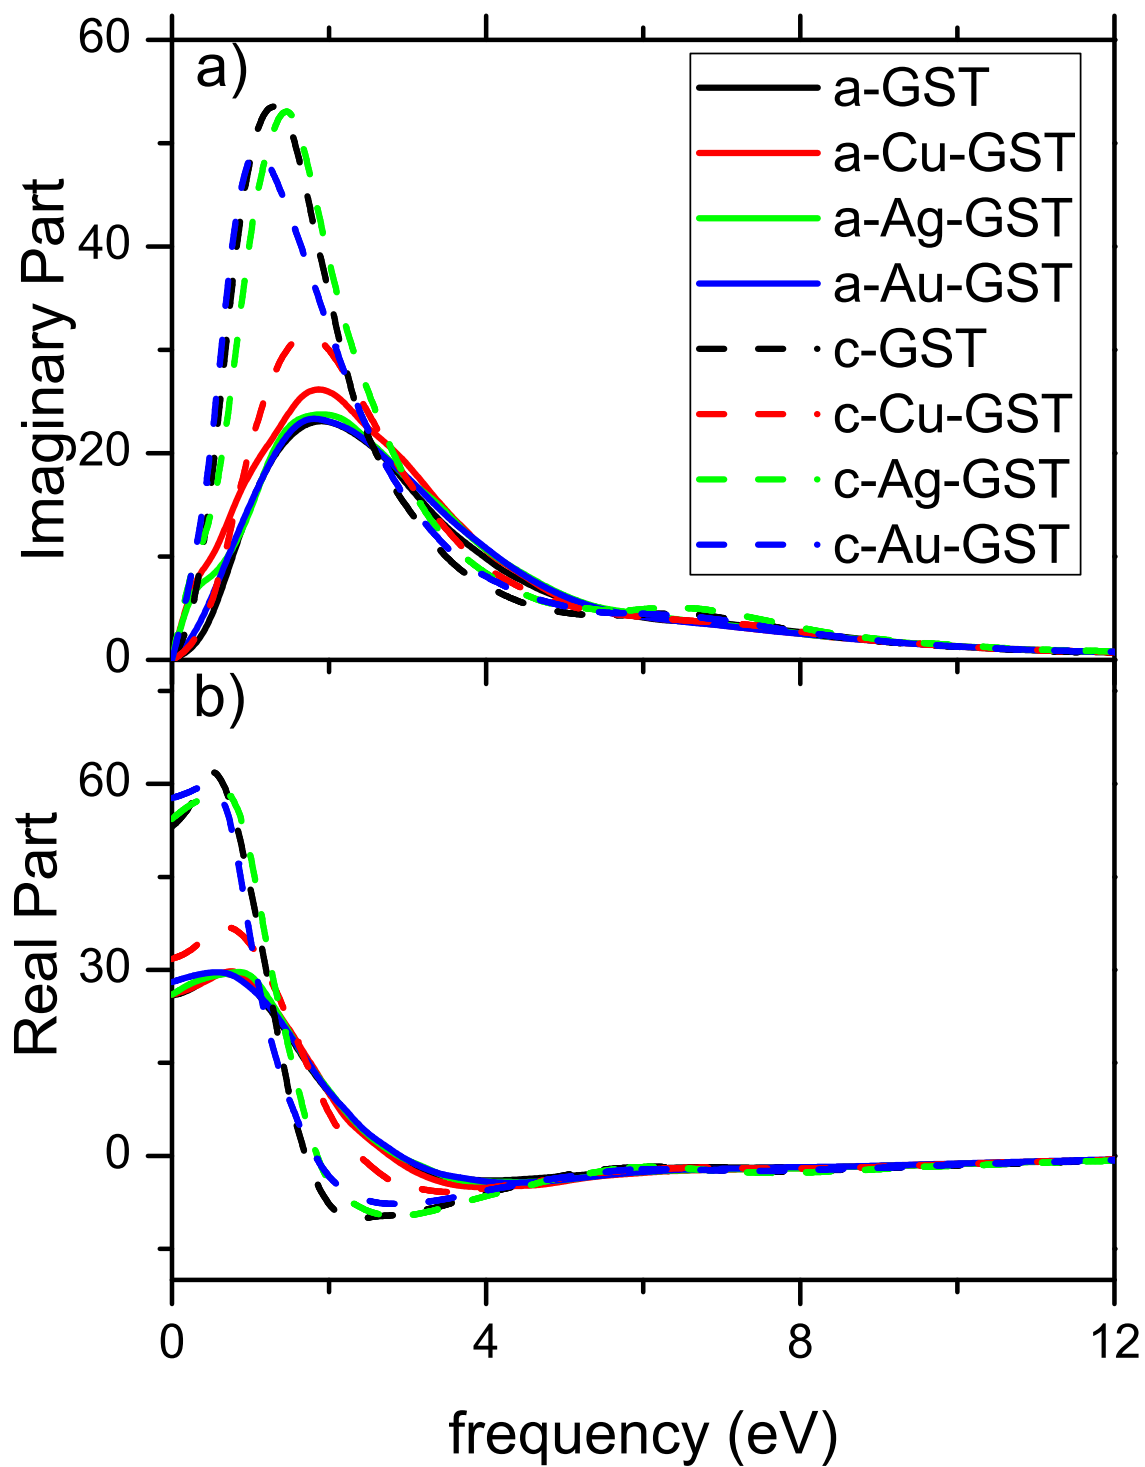 60
a)
40
20
0
Imaginary Part
a-GST
a-Cu-GST
a-Ag-GST
a-Au-GST
c-GST
c-Cu-GST
c-Ag-GST
c-Au-GST
b)
60
30
0
Real Part
0 4 8 12
frequency (eV)